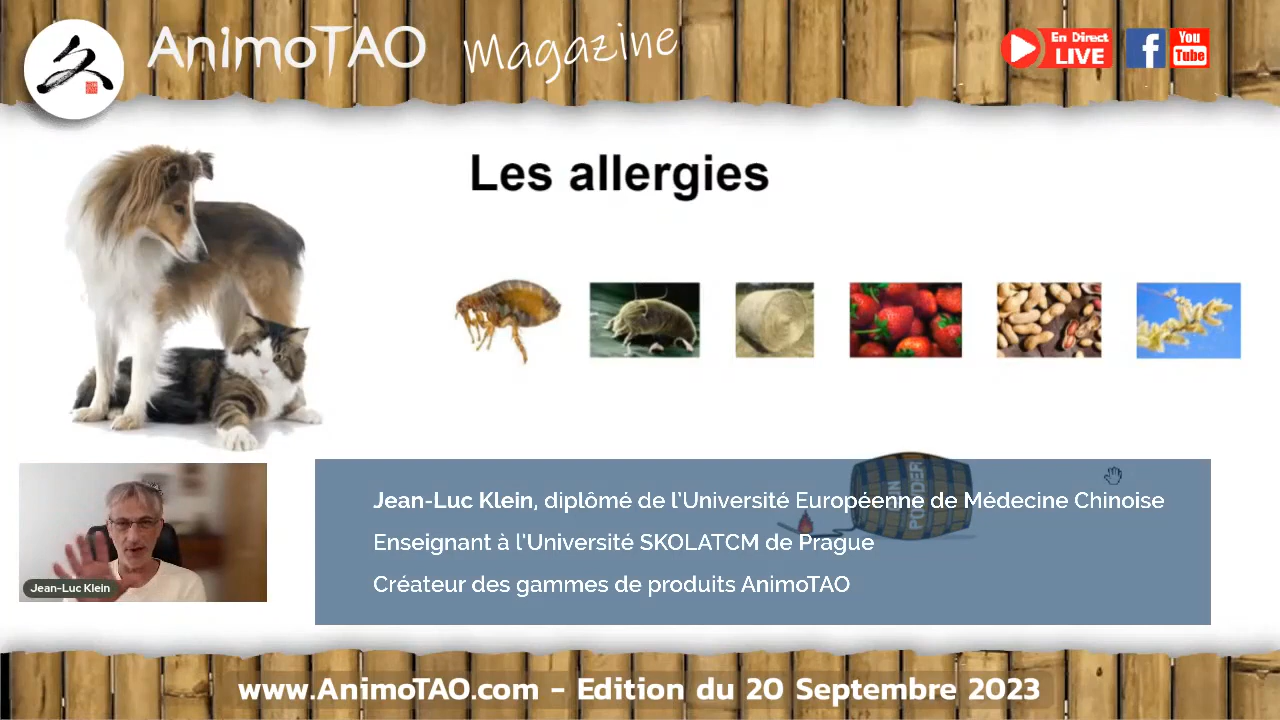 AnimoTAO Magazine
En Direct
LIVE
You
Tube
Les allergies
GUN
POWDER
Jean-Luc Klein, diplômé de l'Université Européenne de Médecine Chinoise
Enseignant à l'Université SKOLATCM de Prague
Créateur des gammes de produits AnimoTAO
Jean-Luc Klein
www.AnimoTAO.com - Edition du 20 Septembre 2023